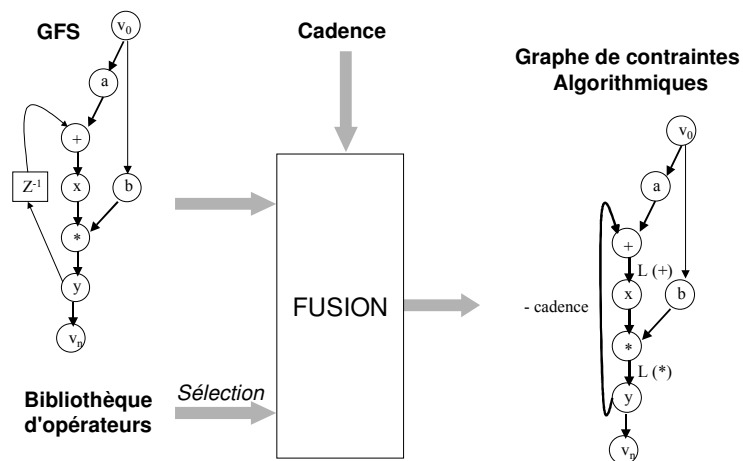 GFS
v0
a
+
Z-1
x
b
*
y
vn
Cadence
FUSION
Bibliothèque
d'opérateurs
Sélection
Graphe de contraintes
Algorithmiques
v0
a
+
L (+)
- cadence
x
b
*
L (*)
y
vn